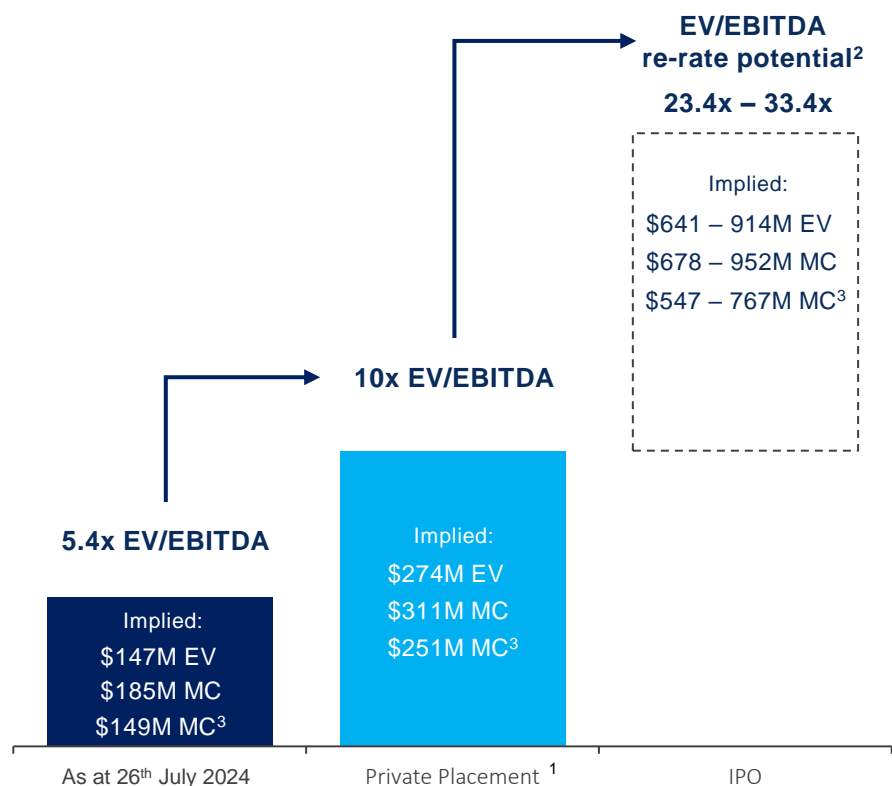 EV/EBITDA
re-rate potential²
23.4x – 33.4x
Implied:
$641 – 914M EV
$678 – 952M MC
$547 – 767M MC³
10x EV/EBITDA
Implied:
$274M EV
$311M MC
$251M MC³
5.4x EV/EBITDA
Implied:
$147M EV
$185M MC
$149M MC³
As at 26ᵗʰ July 2024
Private Placement ¹
IPO